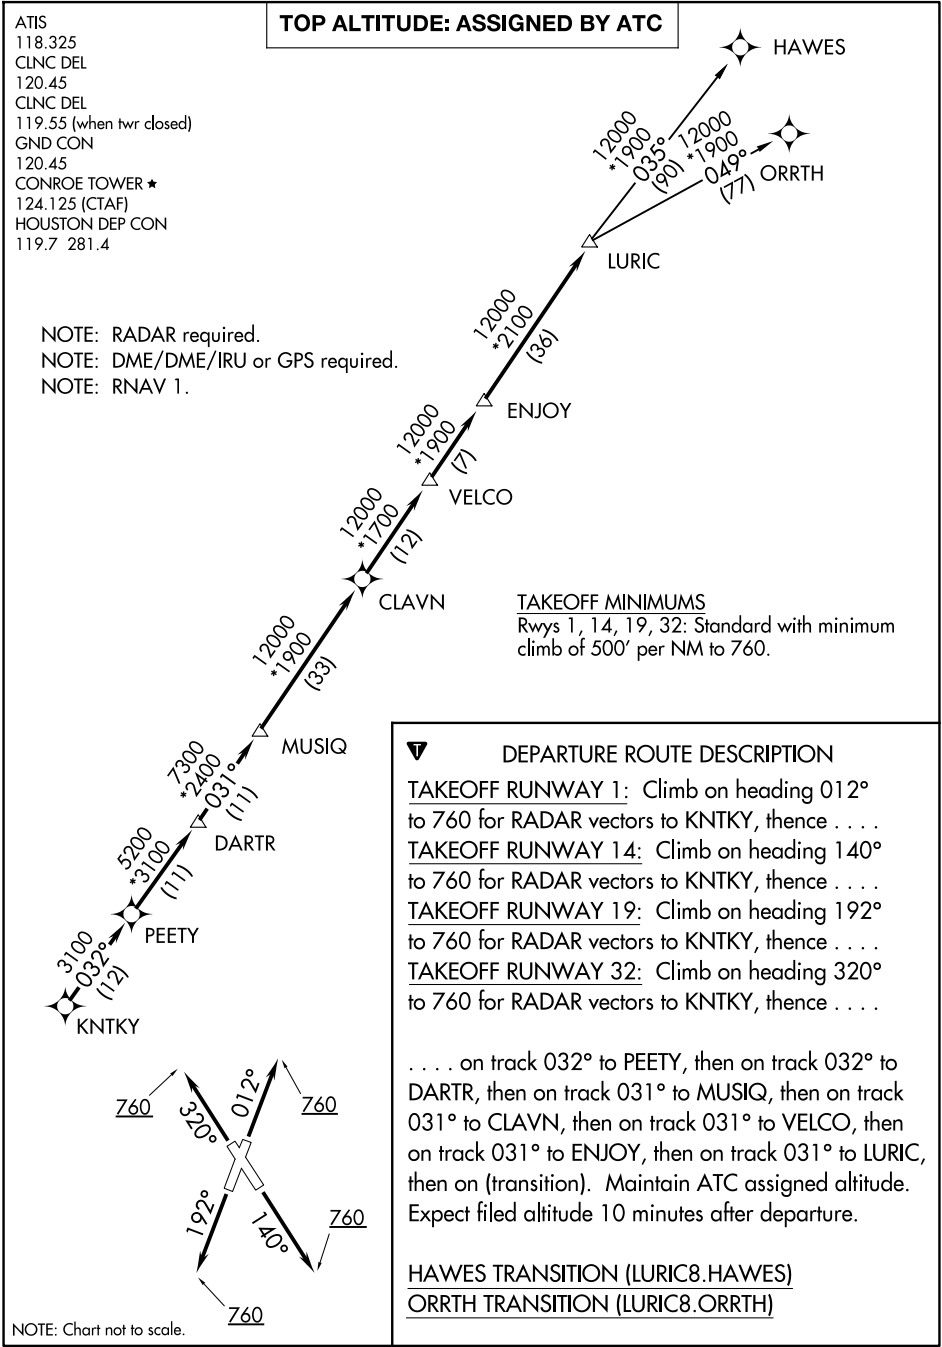 TOP ALTITUDE: ASSIGNED BY ATC
ATIS
118.325
CLNC DEL
120.45
CLNC DEL
119.55 (when twr closed)
GND CON
120.45
CONROE TOWER ★
124.125 (CTAF)
HOUSTON DEP CON
119.7 281.4
NOTE: RADAR required.
NOTE: DME/DME/IRU or GPS required.
NOTE: RNAV 1.
HAWES
12000
*1900
035°
(90)
12000
*1900
049°
(77)
ORRTH
LURIC
12000
*2100
(36)
ENJOY
12000
*1900
(7)
VELCO
12000
*1700
(12)
CLAVN
12000
*1900
(33)
MUSIQ
7300
*2400
031°
(11)
DARTR
5200
*3100
(11)
PEETY
3100
032°
(12)
KNTKY
TAKEOFF MINIMUMS
Rwys 1, 14, 19, 32: Standard with minimum
climb of 500' per NM to 760.
T
DEPARTURE ROUTE DESCRIPTION
TAKEOFF RUNWAY 1: Climb on heading 012°
to 760 for RADAR vectors to KNTKY, thence . . . .
TAKEOFF RUNWAY 14: Climb on heading 140°
to 760 for RADAR vectors to KNTKY, thence . . . .
TAKEOFF RUNWAY 19: Climb on heading 192°
to 760 for RADAR vectors to KNTKY, thence . . . .
TAKEOFF RUNWAY 32: Climb on heading 320°
to 760 for RADAR vectors to KNTKY, thence . . . .
. . . . on track 032° to PEETY, then on track 032° to
DARTR, then on track 031° to MUSIQ, then on track
031° to CLAVN, then on track 031° to VELCO, then
on track 031° to ENJOY, then on track 031° to LURIC,
then on (transition). Maintain ATC assigned altitude.
Expect filed altitude 10 minutes after departure.
HAWES TRANSITION (LURIC8.HAWES)
ORRTH TRANSITION (LURIC8.ORRTH)
760
320°
012°
760
192°
140°
760
760
NOTE: Chart not to scale.